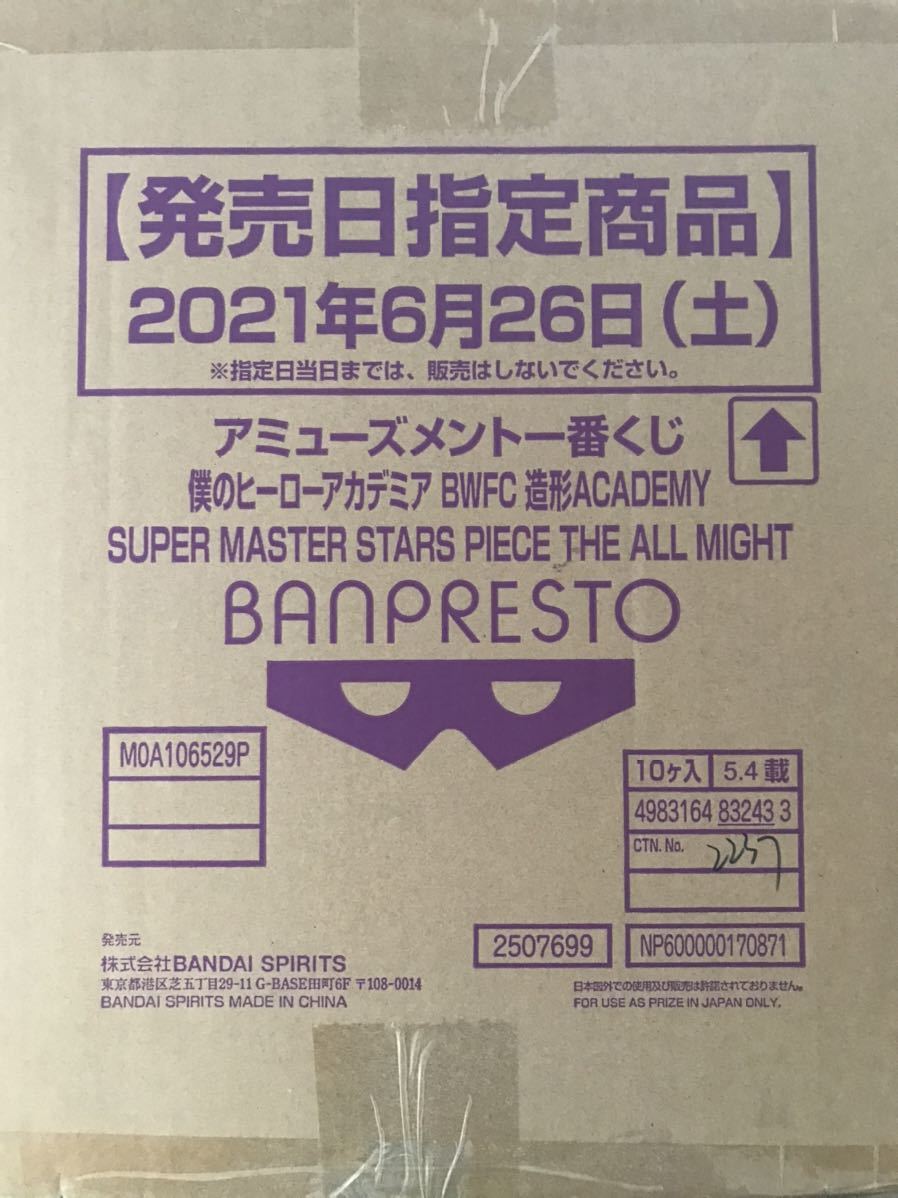 【発売日指定商品】
2021年6月26日（土）
※指定日当日までは、販売はしないでください。
アミューズメント一番くじ
僕のヒーローアカデミア BWFC 造形ACADEMY
SUPER MASTER STARS PIECE THE ALL MIGHT
BANPRESTO
M0A106529P
10ヶ入 5.4 載
4983164 83243 3
CTN. No. 2237
2507699
NP600000170871
発売元
株式会社BANDAI SPIRITS
東京都港区芝五丁目29-11 G-BASE田町6F 〒108-0014
BANDAI SPIRITS MADE IN CHINA
日本国外での使用及び販売は許諾されておりません。
FOR USE AS PRIZE IN JAPAN ONLY.